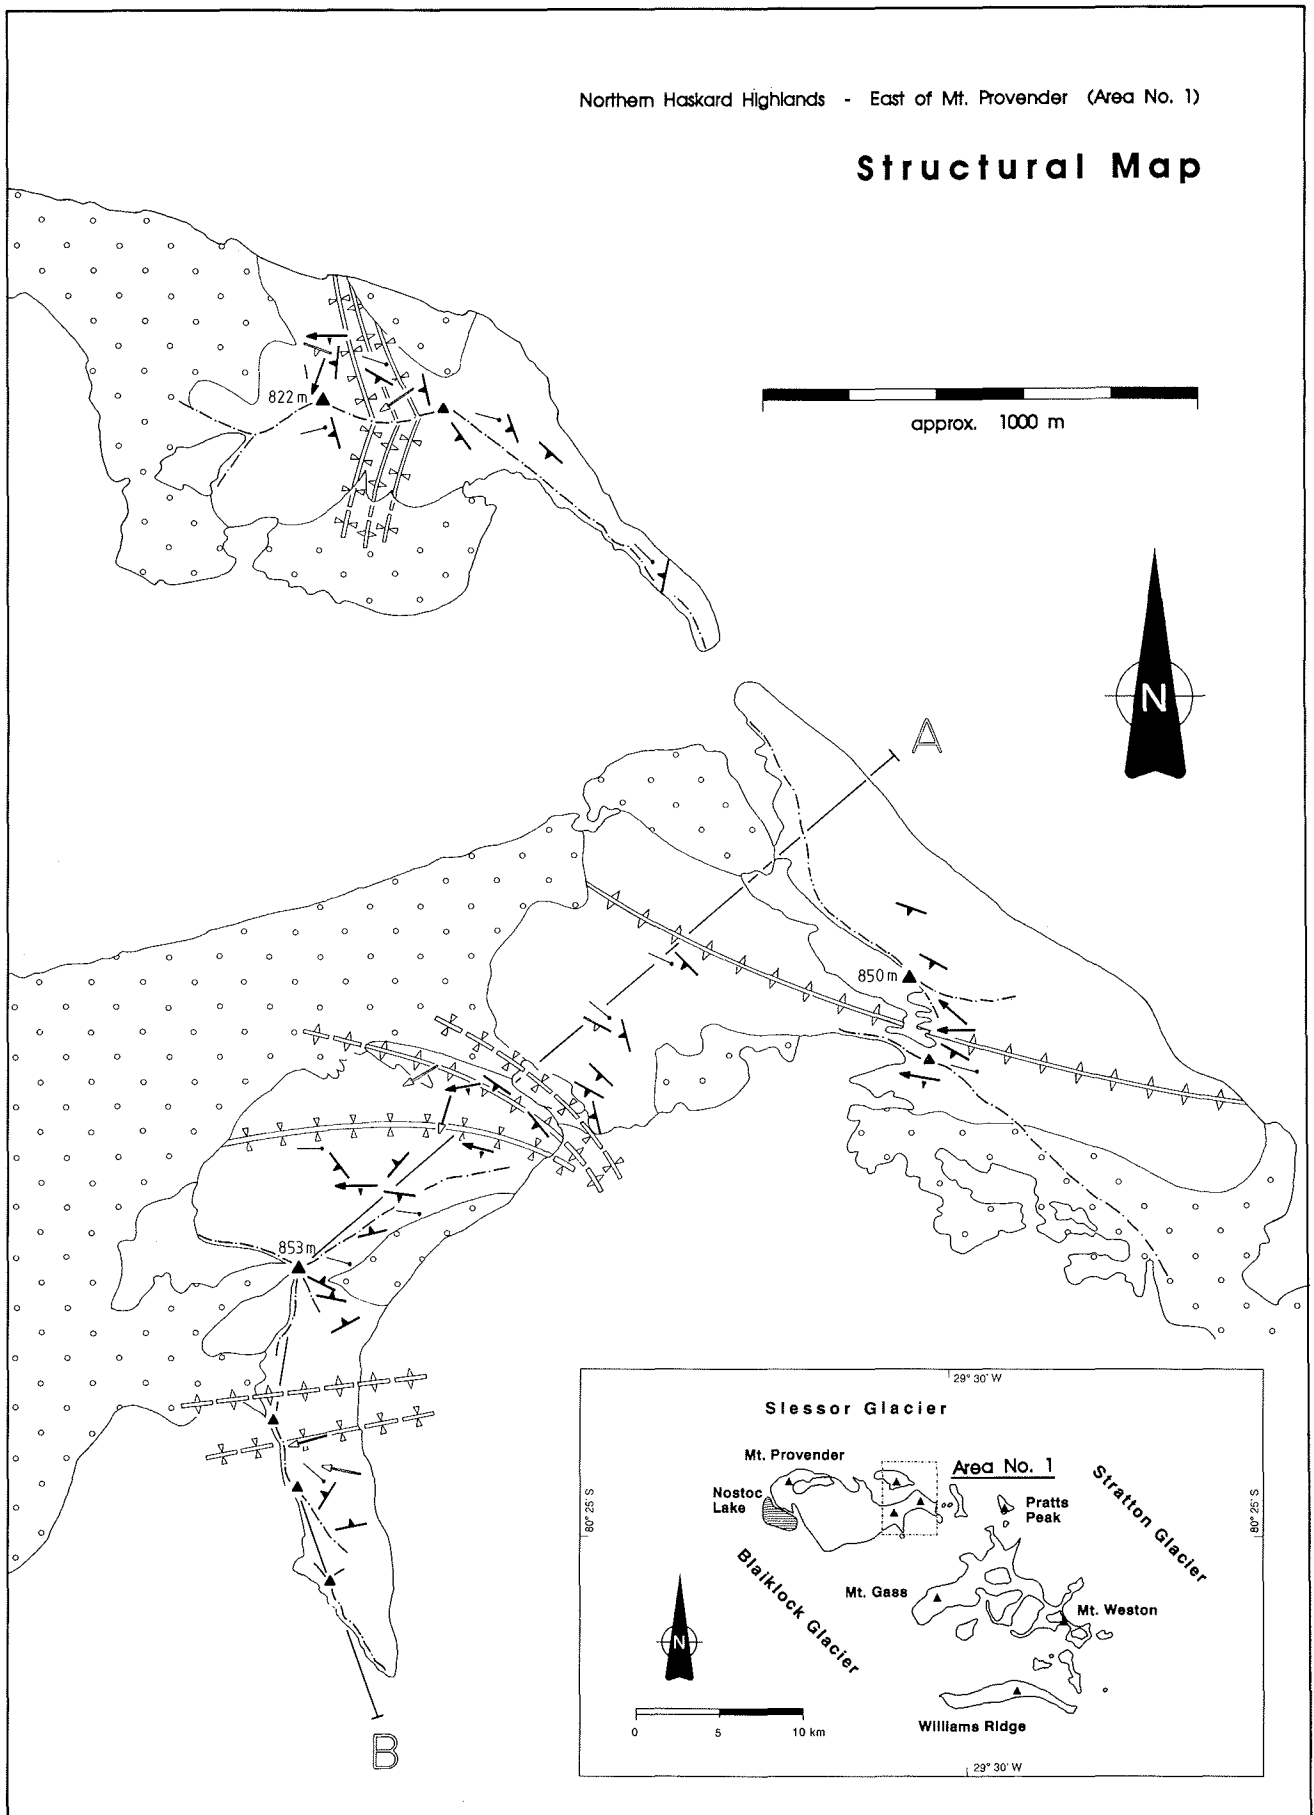 Northern Haskard Highlands - East of Mt. Provender (Area No. 1)
Structural Map
822 m
approx. 1000 m
N
A
850 m
853 m
B
29° 30' W
Slessor Glacier
Mt. Provender
Area No. 1
Nostoc
Lake
Pratts
Peak
Stratton Glacier
80° 25' S
80° 25' S
Blaiklock Glacier
Mt. Gass
Mt. Weston
N
0 5 10 km
Williams Ridge
29° 30' W